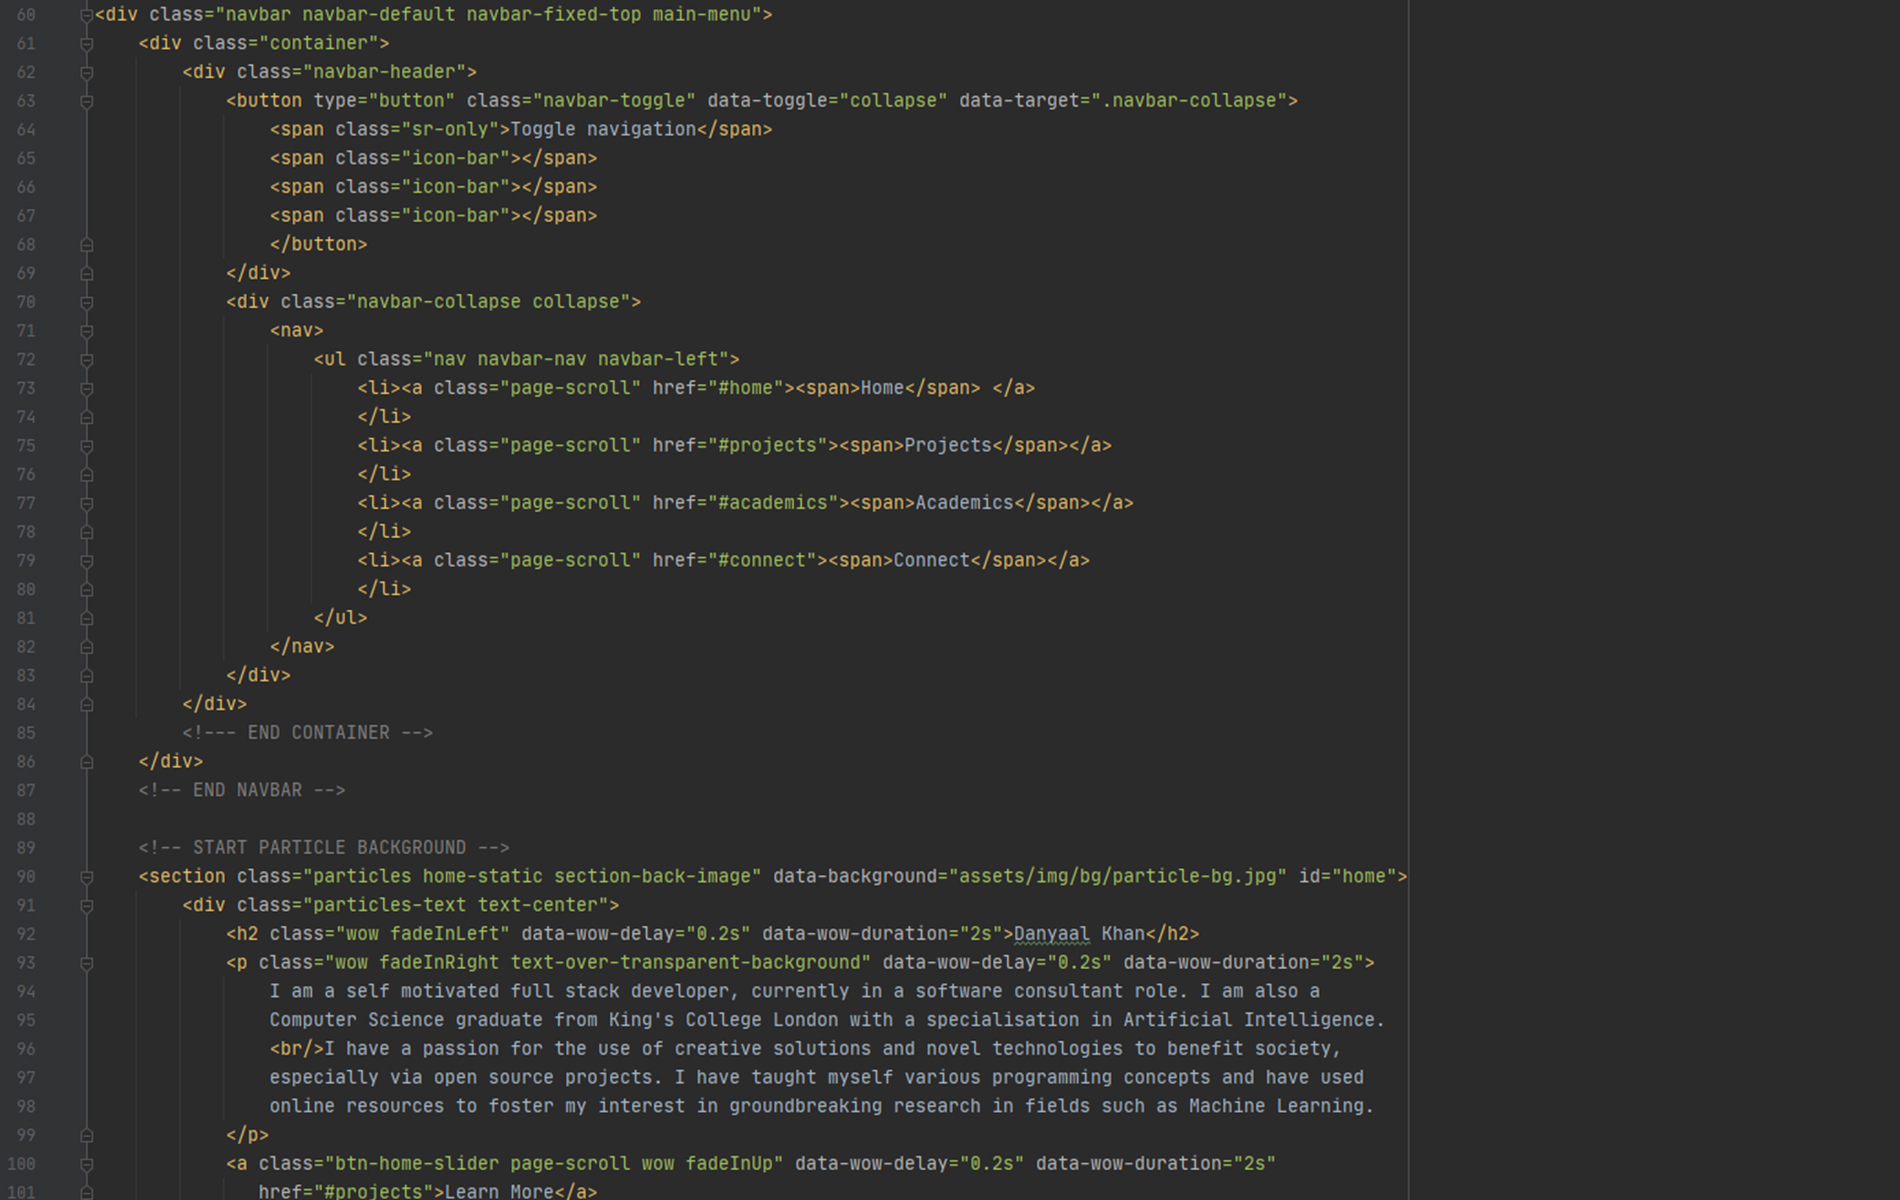 60 <div class="navbar navbar-default navbar-fixed-top main-menu">
61     <div class="container">
62         <div class="navbar-header">
63             <button type="button" class="navbar-toggle" data-toggle="collapse" data-target=".navbar-collapse">
64                 <span class="sr-only">Toggle navigation</span>
65                 <span class="icon-bar"></span>
66                 <span class="icon-bar"></span>
67                 <span class="icon-bar"></span>
68                 </button>
69             </div>
70             <div class="navbar-collapse collapse">
71                 <nav>
72                     <ul class="nav navbar-nav navbar-left">
73                         <li><a class="page-scroll" href="#home"><span>Home</span> </a>
74                         </li>
75                         <li><a class="page-scroll" href="#projects"><span>Projects</span></a>
76                         </li>
77                         <li><a class="page-scroll" href="#academics"><span>Academics</span></a>
78                         </li>
79                         <li><a class="page-scroll" href="#connect"><span>Connect</span></a>
80                         </li>
81                     </ul>
82                 </nav>
83             </div>
84         </div>
85         <!--- END CONTAINER -->
86     </div>
87     <!-- END NAVBAR -->
88
89     <!-- START PARTICLE BACKGROUND -->
90     <section class="particles home-static section-back-image" data-background="assets/img/bg/particle-bg.jpg" id="home">
91         <div class="particles-text text-center">
92             <h2 class="wow fadeInLeft" data-wow-delay="0.2s" data-wow-duration="2s">Danyaal Khan</h2>
93             <p class="wow fadeInRight text-over-transparent-background" data-wow-delay="0.2s" data-wow-duration="2s">
94                 I am a self motivated full stack developer, currently in a software consultant role. I am also a
95                 Computer Science graduate from King's College London with a specialisation in Artificial Intelligence.
96                 <br/>I have a passion for the use of creative solutions and novel technologies to benefit society,
97                 especially via open source projects. I have taught myself various programming concepts and have used
98                 online resources to foster my interest in groundbreaking research in fields such as Machine Learning.
99             </p>
100             <a class="btn-home-slider page-scroll wow fadeInUp" data-wow-delay="0.2s" data-wow-duration="2s"
101                href="#projects">Learn More</a>